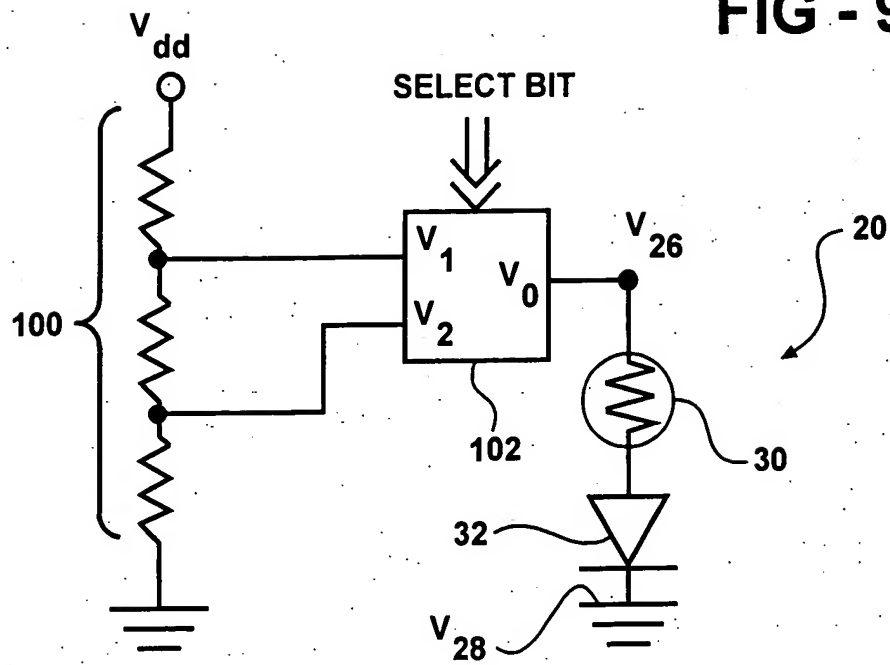 FIG - 9
V dd
SELECT BIT
V 1
V 26
20
V 0
100
V 2
102
30
32
V 28